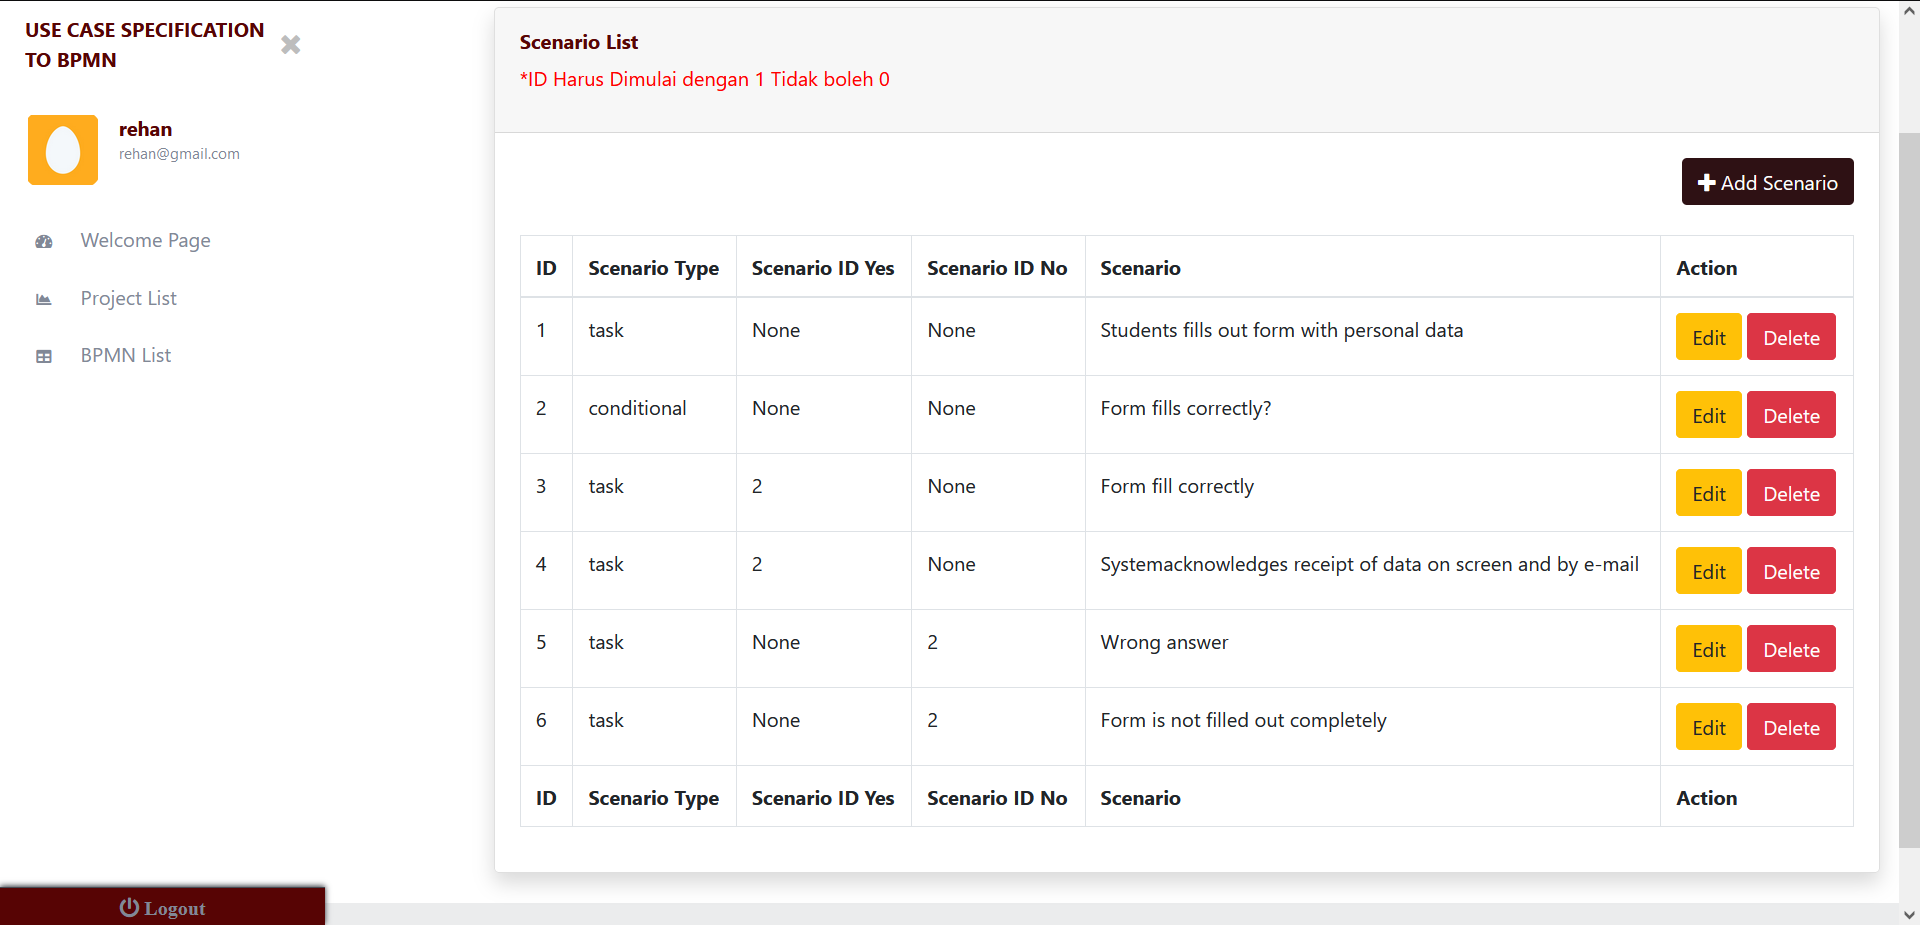 USE CASE SPECIFICATION
TO BPMN
rehan
rehan@gmail.com
Welcome Page
Project List
BPMN List
Logout
Scenario List
*ID Harus Dimulai dengan 1 Tidak boleh 0
Add Scenario
ID Scenario Type Scenario ID Yes Scenario ID No Scenario Action
1 task None None Students fills out form with personal data Edit Delete
2 conditional None None Form fills correctly? Edit Delete
3 task 2 None Form fill correctly Edit Delete
4 task 2 None Systemacknowledges receipt of data on screen and by e-mail Edit Delete
5 task None 2 Wrong answer Edit Delete
6 task None 2 Form is not filled out completely Edit Delete
ID Scenario Type Scenario ID Yes Scenario ID No Scenario Action